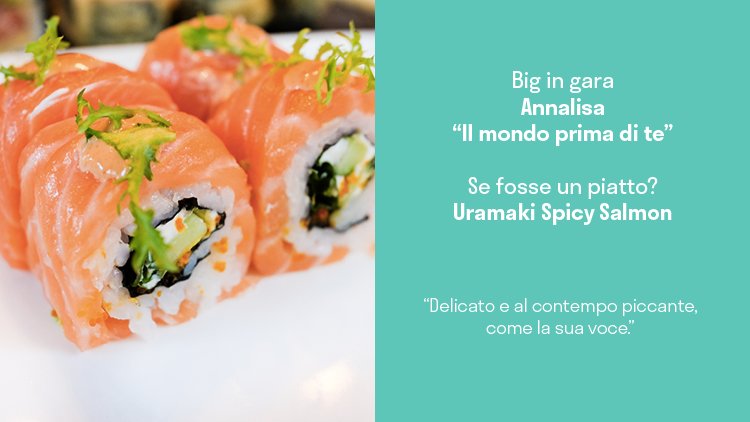 Big in gara
Annalisa
“Il mondo prima di te”
Se fosse un piatto?
Uramaki Spicy Salmon
“Delicato e al contempo piccante,
come la sua voce.”